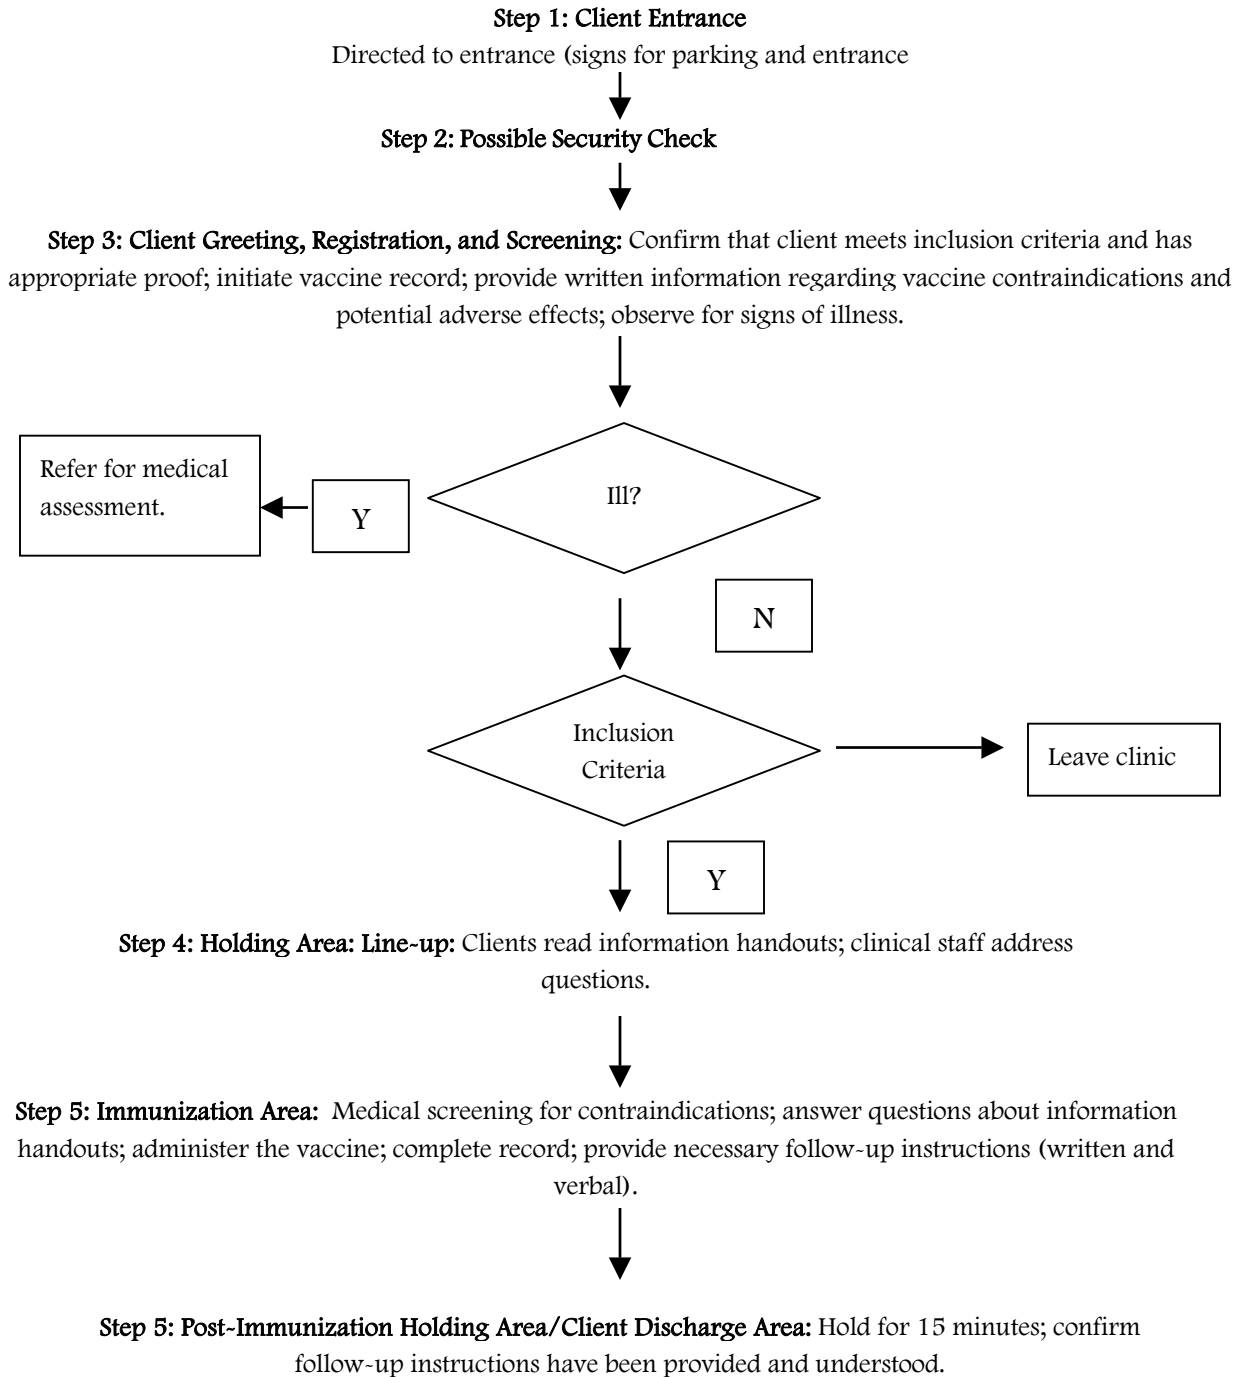 Step 1: Client Entrance
Directed to entrance (signs for parking and entrance
Step 2: Possible Security Check
Step 3: Client Greeting, Registration, and Screening: Confirm that client meets inclusion criteria and has
appropriate proof; initiate vaccine record; provide written information regarding vaccine contraindications and
potential adverse effects; observe for signs of illness.
Refer for medical
assessment.
Y
Ill?
N
Inclusion
Criteria
Leave clinic
Y
Step 4: Holding Area: Line-up: Clients read information handouts; clinical staff address
questions.
Step 5: Immunization Area: Medical screening for contraindications; answer questions about information
handouts; administer the vaccine; complete record; provide necessary follow-up instructions (written and
verbal).
Step 5: Post-Immunization Holding Area/Client Discharge Area: Hold for 15 minutes; confirm
follow-up instructions have been provided and understood.